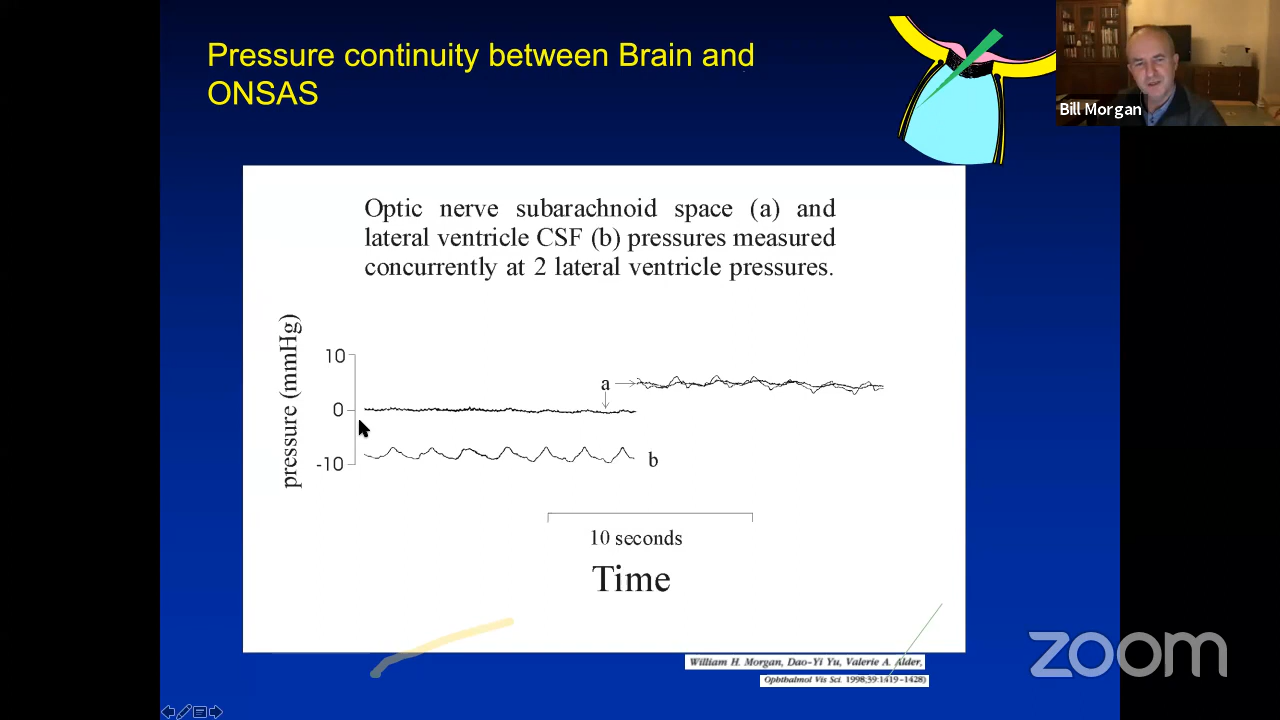 Pressure continuity between Brain and
ONSAS
Bill Morgan
Optic nerve subarachnoid space (a) and
lateral ventricle CSF (b) pressures measured
concurrently at 2 lateral ventricle pressures.
pressure (mmHg)
10
0
-10
a
b
10 seconds
Time
William H. Morgan, Dao-Yi Yu, Valerie A. Alder,
Ophthalmol Vis Sci. 1998;39:1419-1428)
zoom